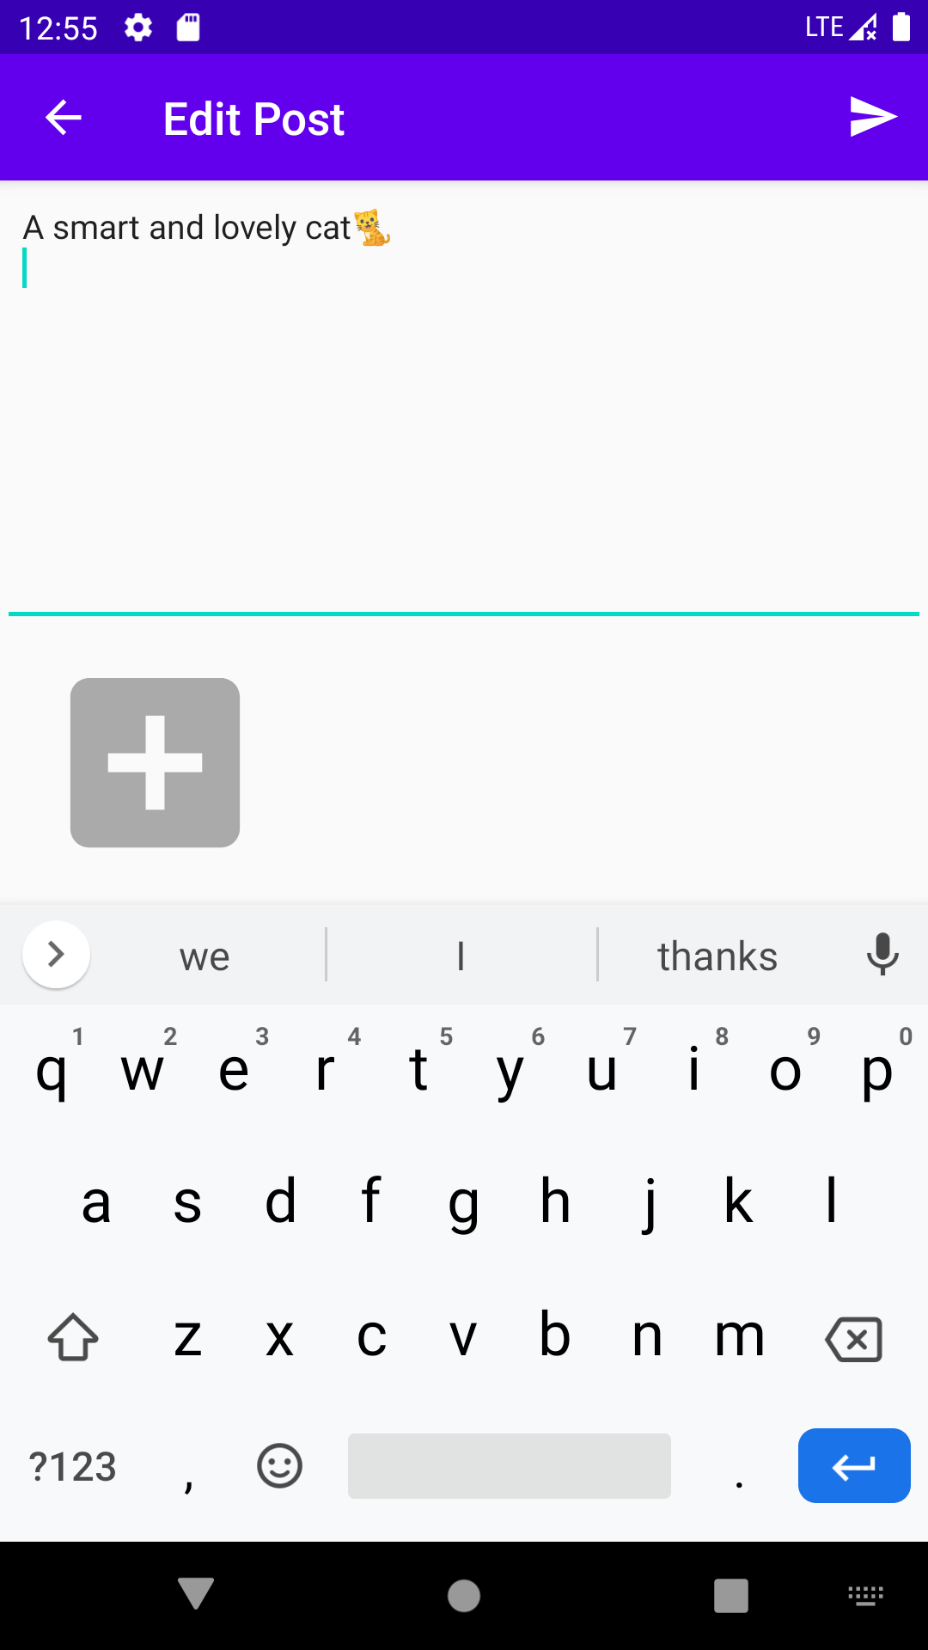 12:55 LTE
Edit Post
A smart and lovely cat🐈
we I thanks
1 2 3 4 5 6 7 8 9 0
q w e r t y u i o p
a s d f g h j k l
z x c v b n m
?123 , .